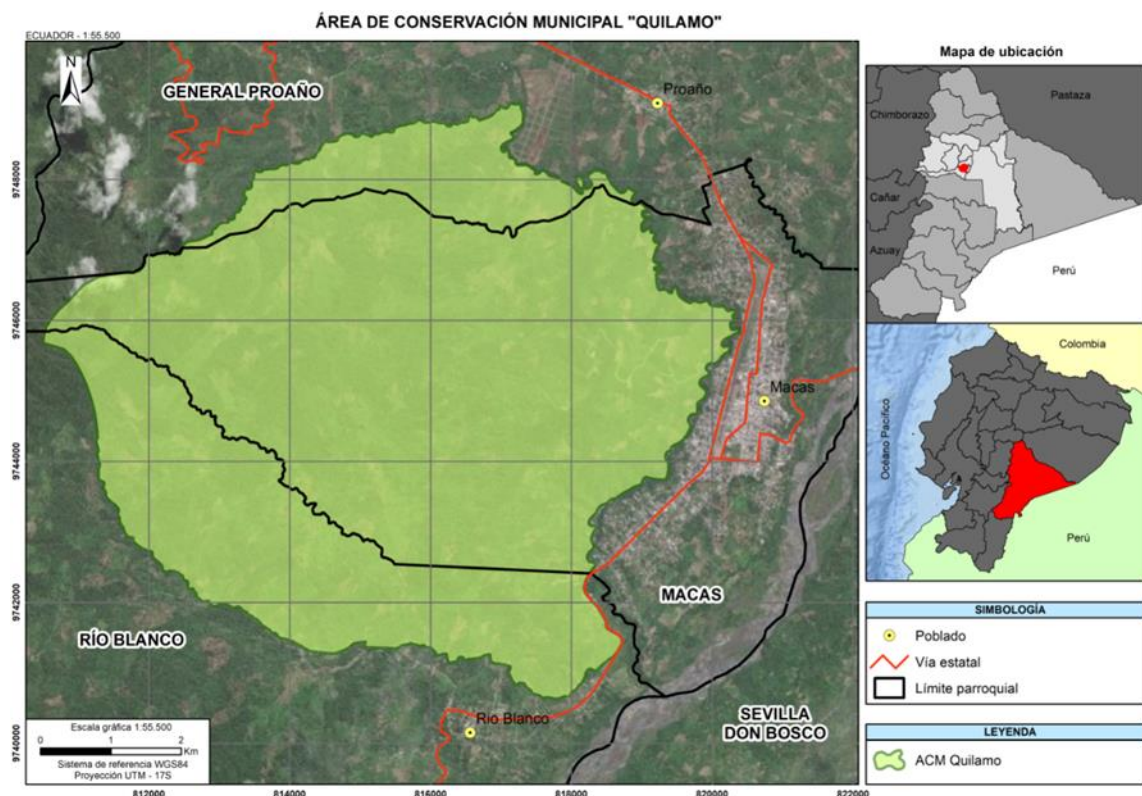 ÁREA DE CONSERVACIÓN MUNICIPAL "QUILAMO"
ECUADOR - 1:55.500
N
GENERAL PROAÑO
Proaño
Macas
MACAS
RÍO BLANCO
Río Blanco
SEVILLA
DON BOSCO
9748000
9746000
9744000
9742000
9740000
812000
814000
816000
818000
820000
822000
Escala gráfica 1:55.500
0 1 2
Km
Sistema de referencia WGS84
Proyección UTM - 17S
Mapa de ubicación
Pastaza
Chimborazo
Cañar
Azuay
Perú
Colombia
Océano Pacífico
Perú
SIMBOLOGÍA
Poblado
Vía estatal
Límite parroquial
LEYENDA
ACM Quilamo